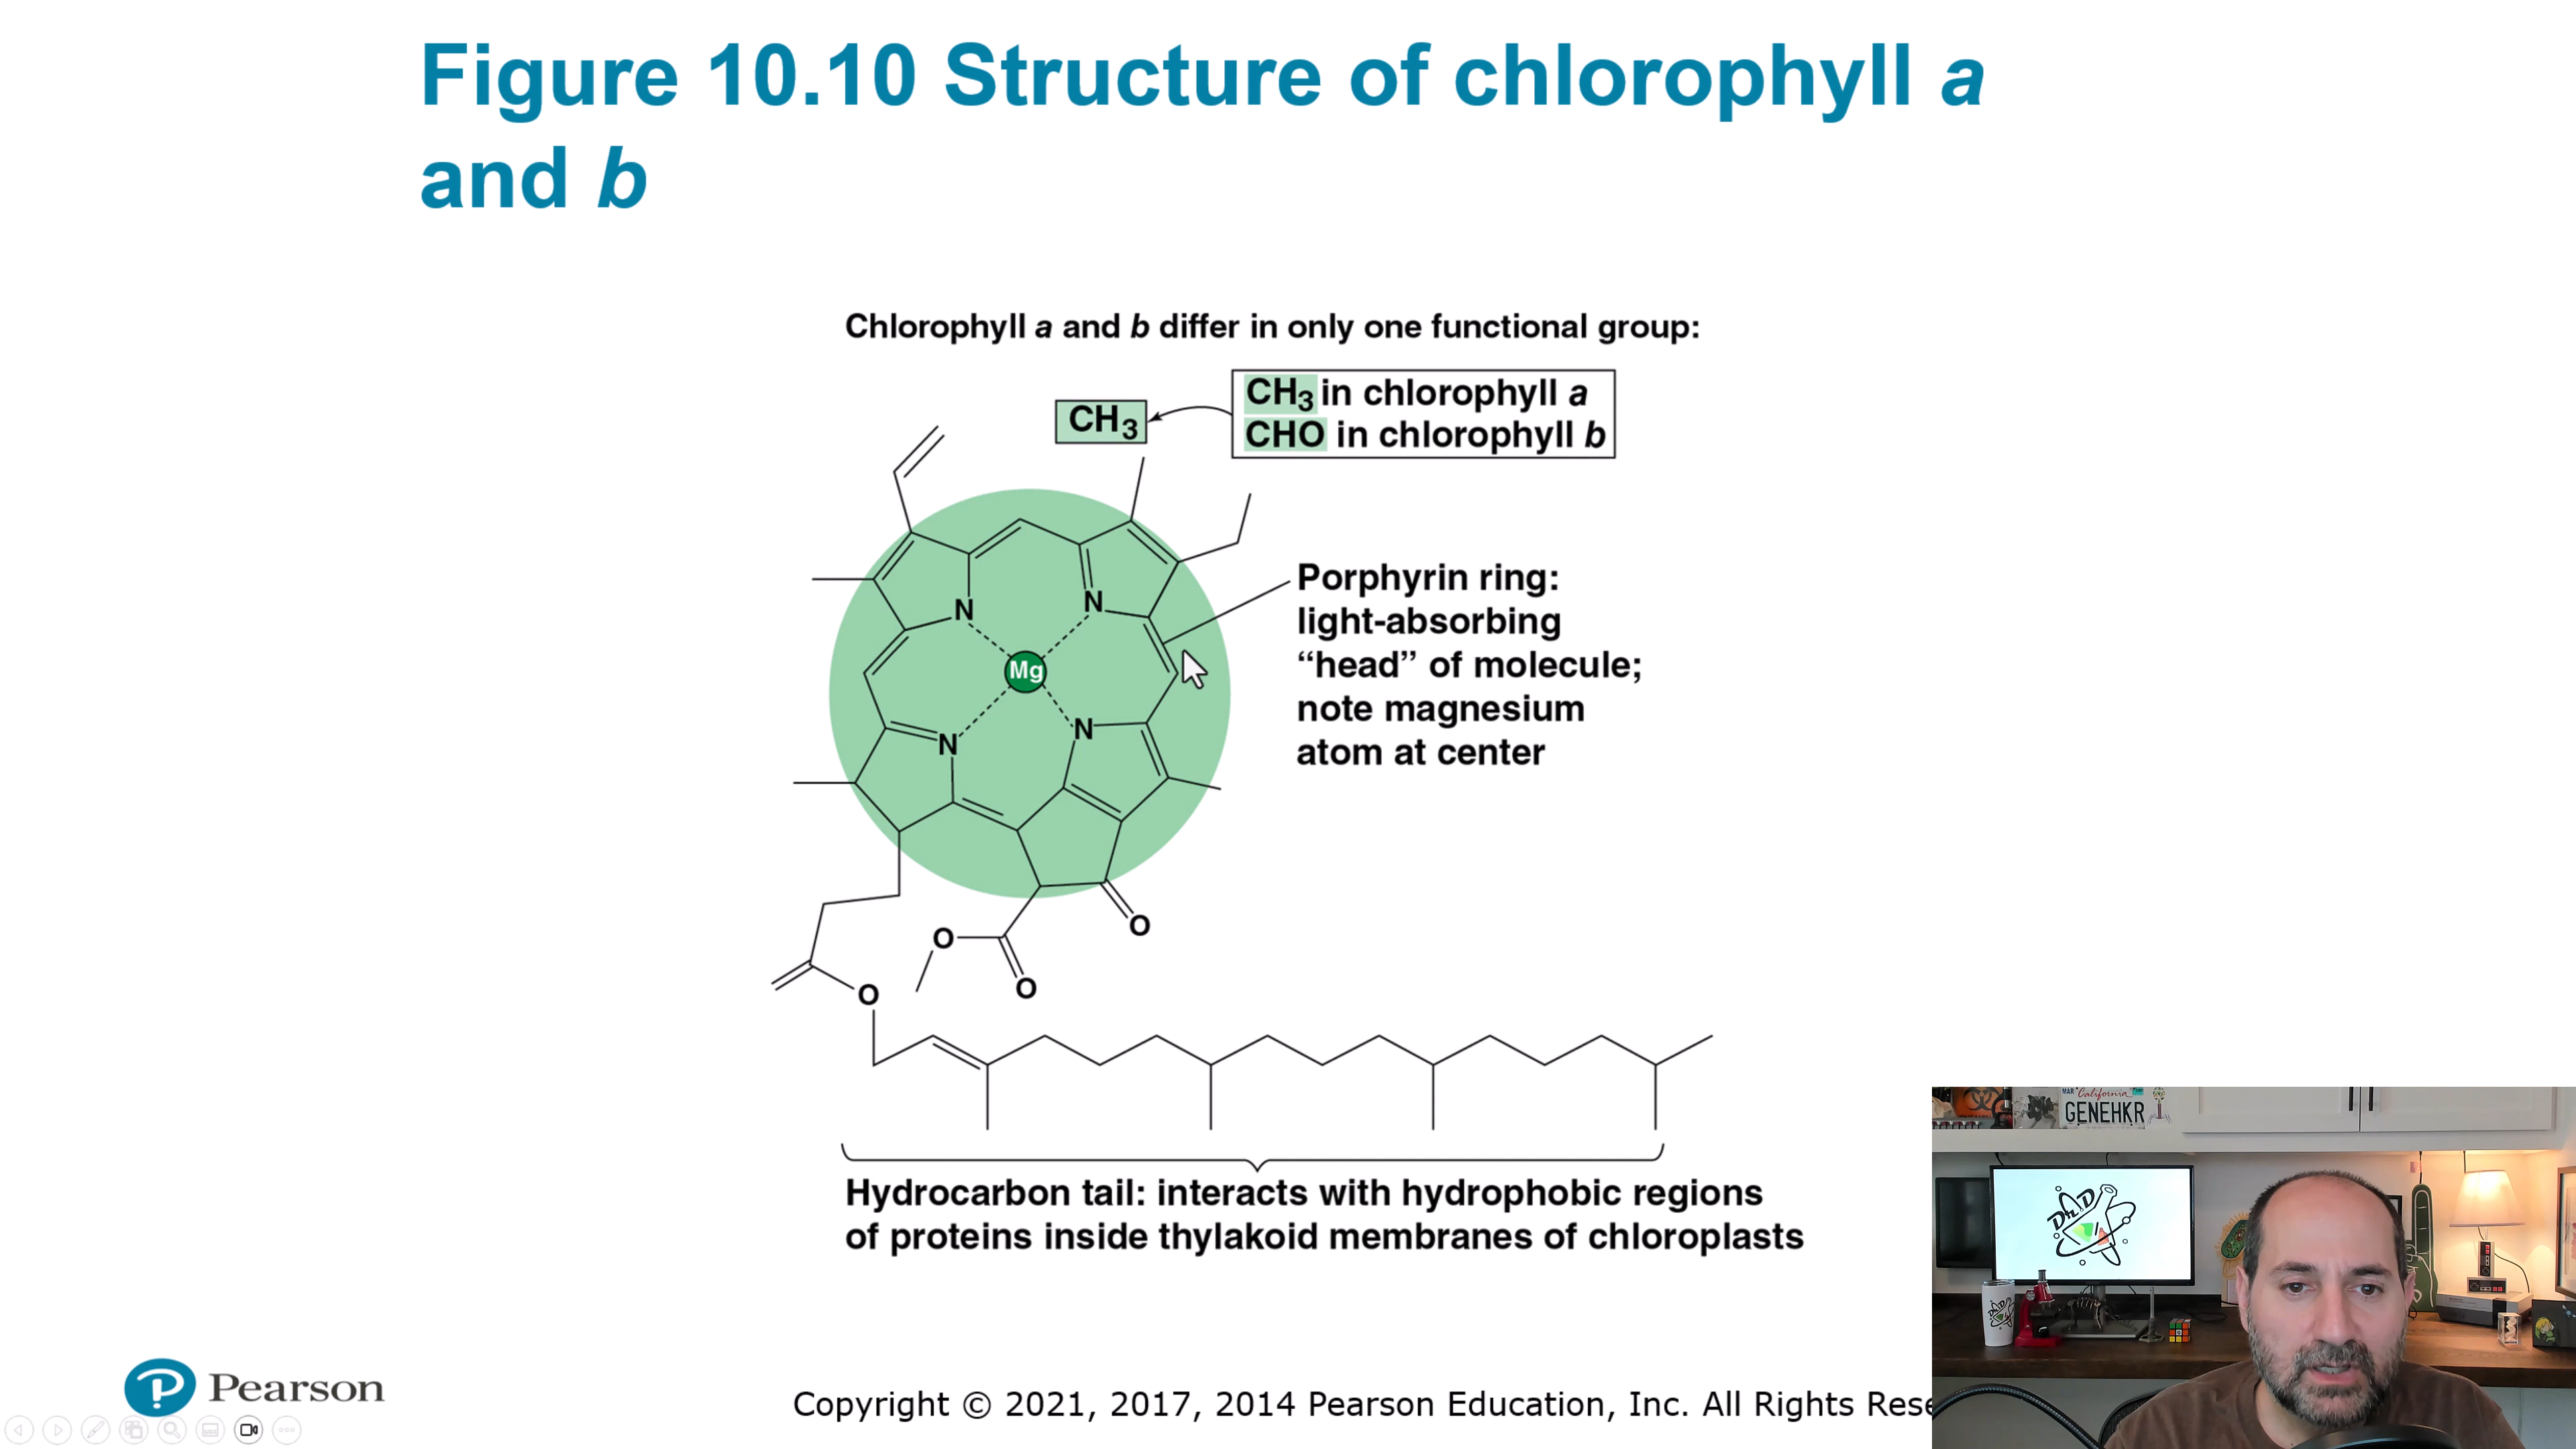 Figure 10.10 Structure of chlorophyll a
and b
Chlorophyll a and b differ in only one functional group:
CH3
CH3 in chlorophyll a
CHO in chlorophyll b
Porphyrin ring:
light-absorbing
“head” of molecule;
note magnesium
atom at center
N
N
Mg
N
N
O
O
O
O
Hydrocarbon tail: interacts with hydrophobic regions
of proteins inside thylakoid membranes of chloroplasts
MAR California
GENEHKR
Dr. D
P Pearson
Copyright © 2021, 2017, 2014 Pearson Education, Inc. All Rights Rese